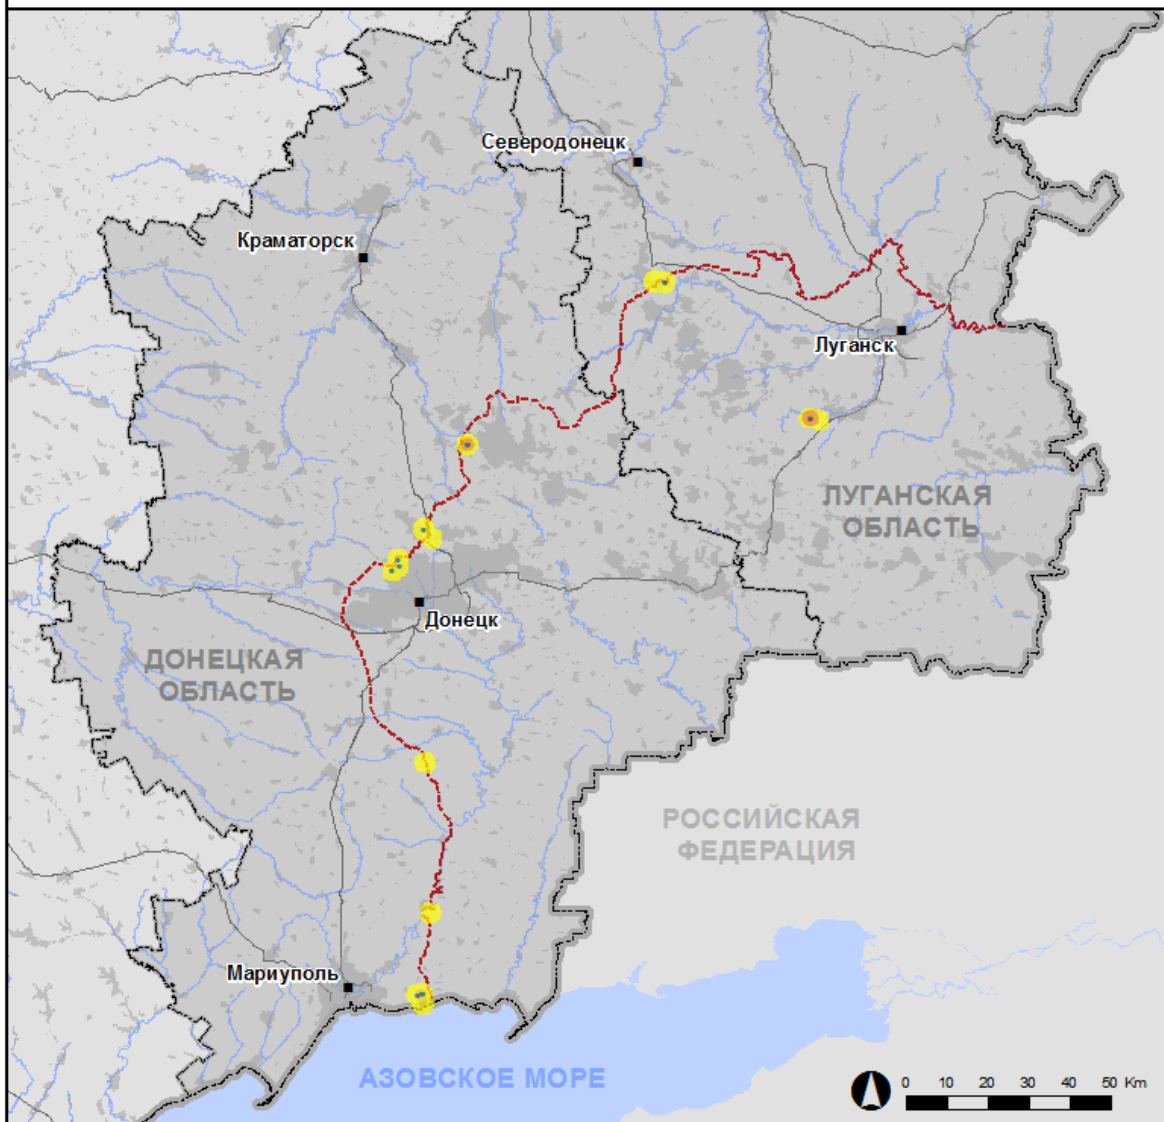 Северодонецк
Краматорск
Луганск
ЛУГАНСКАЯ
ОБЛАСТЬ
Донецк
ДОНЕЦКАЯ
ОБЛАСТЬ
РОССИЙСКАЯ
ФЕДЕРАЦИЯ
Мариуполь
АЗОВСКОЕ МОРЕ
0 10 20 30 40 50 Km